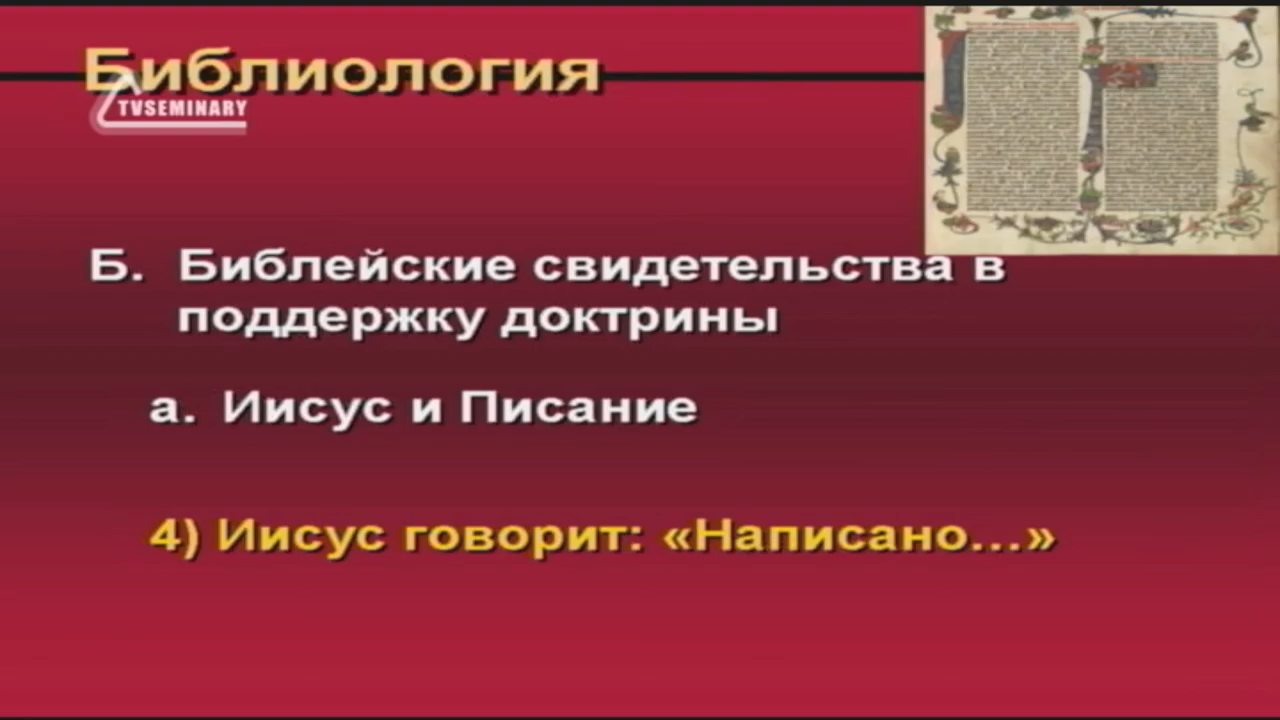 Библиология
TVSEMINARY
Б. Библейские свидетельства в
поддержку доктрины
а. Иисус и Писание
4) Иисус говорит: «Написано...»